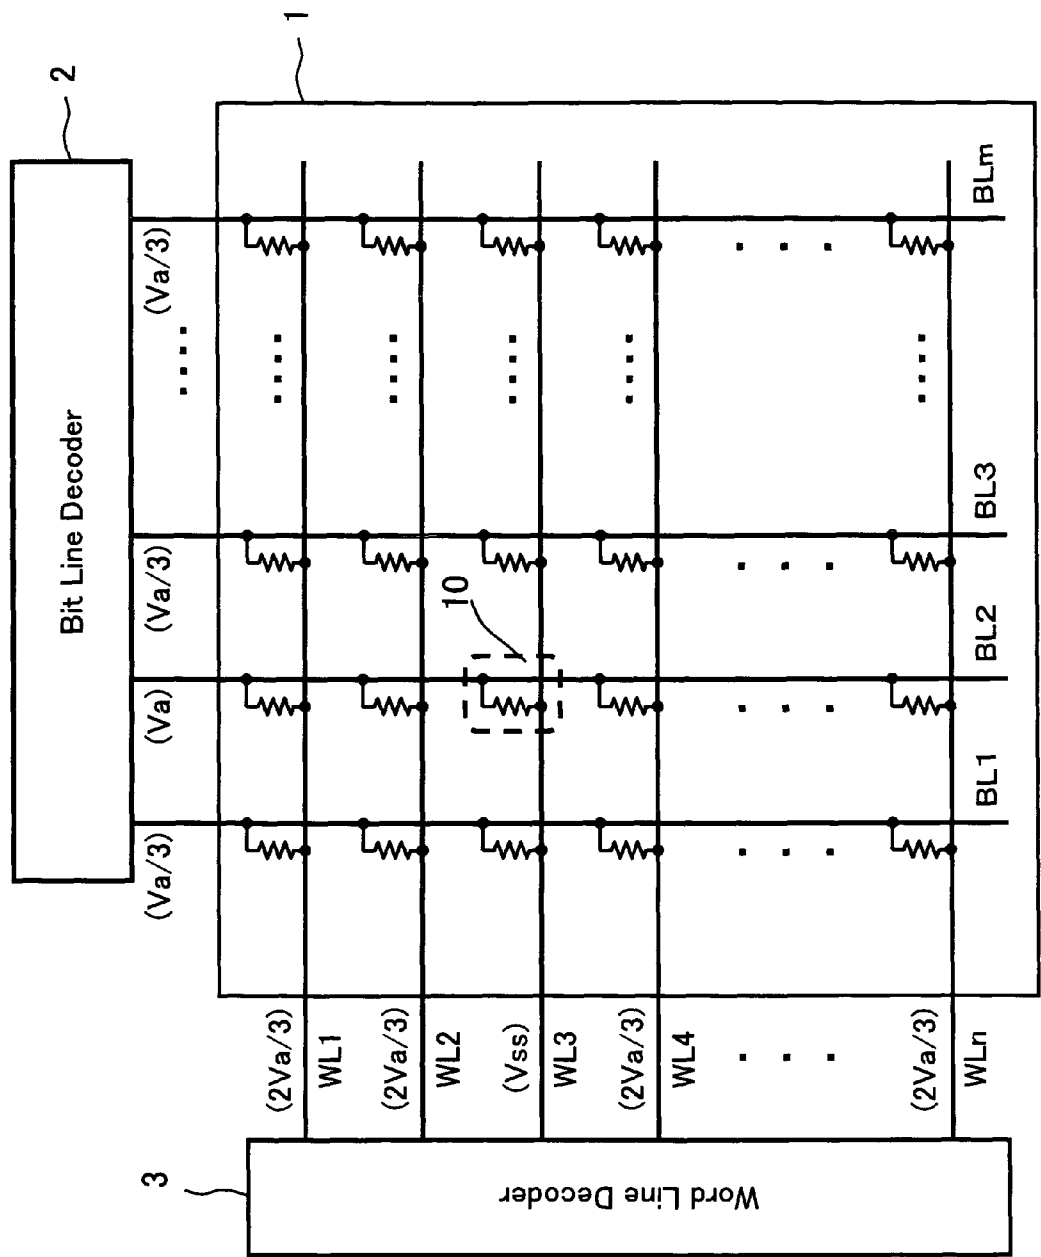 1
2
Bit Line Decoder
(Va/3)
(Va)
(Va/3)
. . . .
(Va/3)
10
BL1
BL2
BL3
BLm
(2Va/3)
WL1
(2Va/3)
WL2
(Vss)
WL3
(2Va/3)
WL4
(2Va/3)
WLn
3
Word Line Decoder